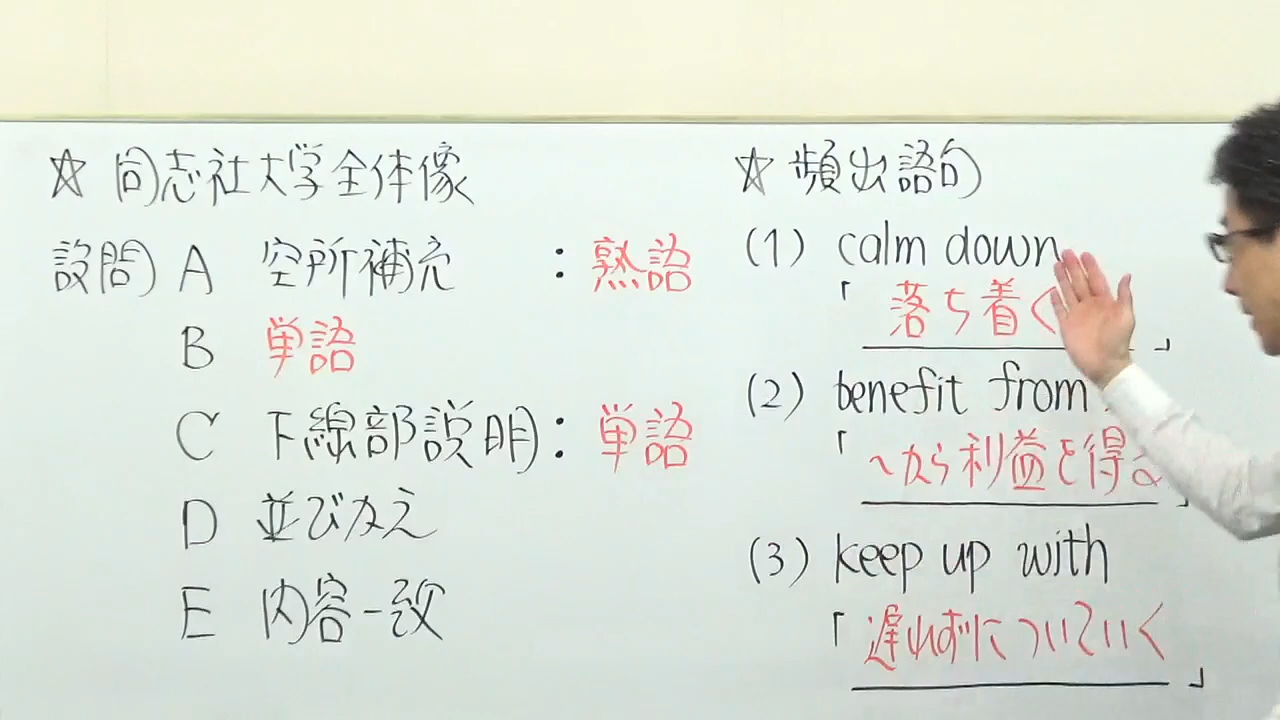 ☆ 同志社大学全体像
設問 A 空所補充 : 熟語
B 単語
C 下線部説明 : 単語
D 並びかえ
E 内容一致
☆ 頻出語句
(1) calm down
「 落ち着く 」
(2) benefit from
「 〜から利益を得る 」
(3) keep up with
「 遅れずについていく 」